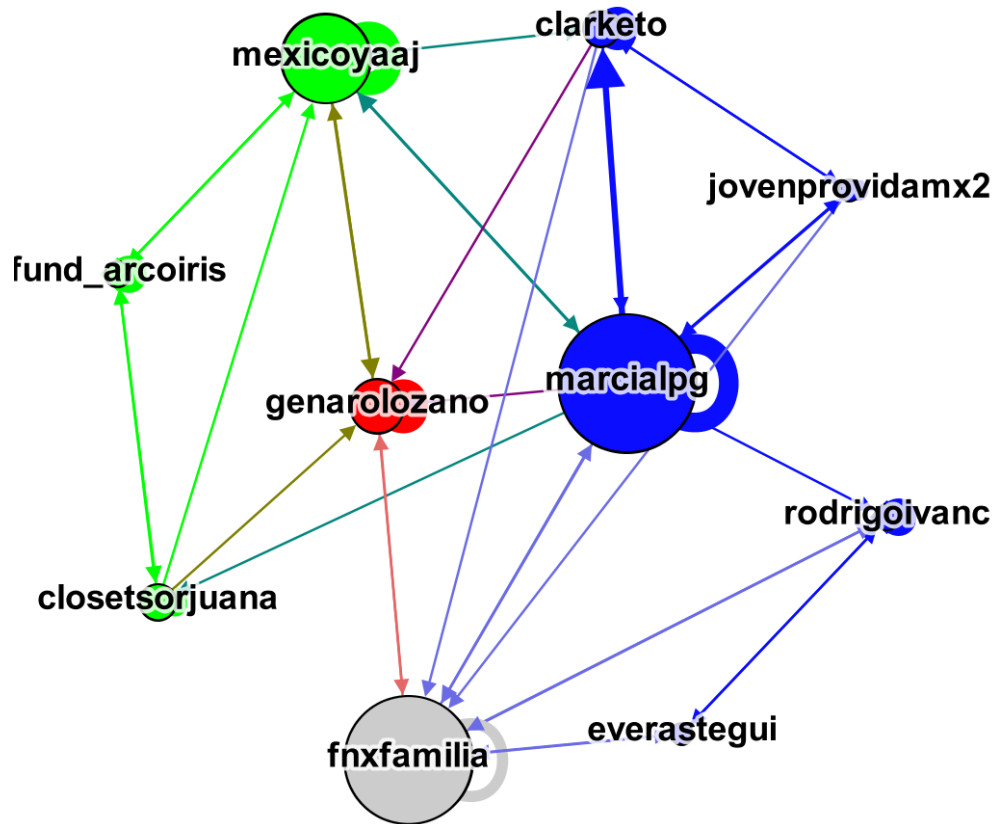 clarketo
mexicoyaaj
jovenprovidamx2
fund_arcoiris
marcialpg
genarolozano
rodrigoivanc
closetsorjuana
everastegui
fnxfamilia